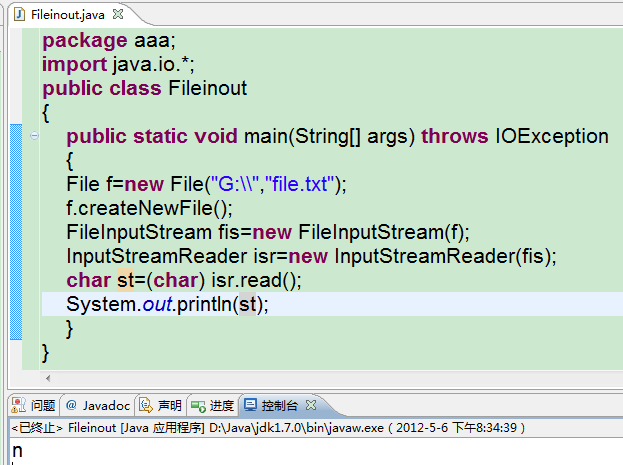 Fileinout.java
package aaa;
import java.io.*;
public class Fileinout
{
public static void main(String[] args) throws IOException
{
File f=new File("G:\\","file.txt");
f.createNewFile();
FileInputStream fis=new FileInputStream(f);
InputStreamReader isr=new InputStreamReader(fis);
char st=(char) isr.read();
System.out.println(st);
}
}
问题 @ Javadoc 声明 进度 控制台
<已终止> Fileinout [Java 应用程序] D:\Java\jdk1.7.0\bin\javaw.exe ( 2012-5-6 下午8:34:39 )
n